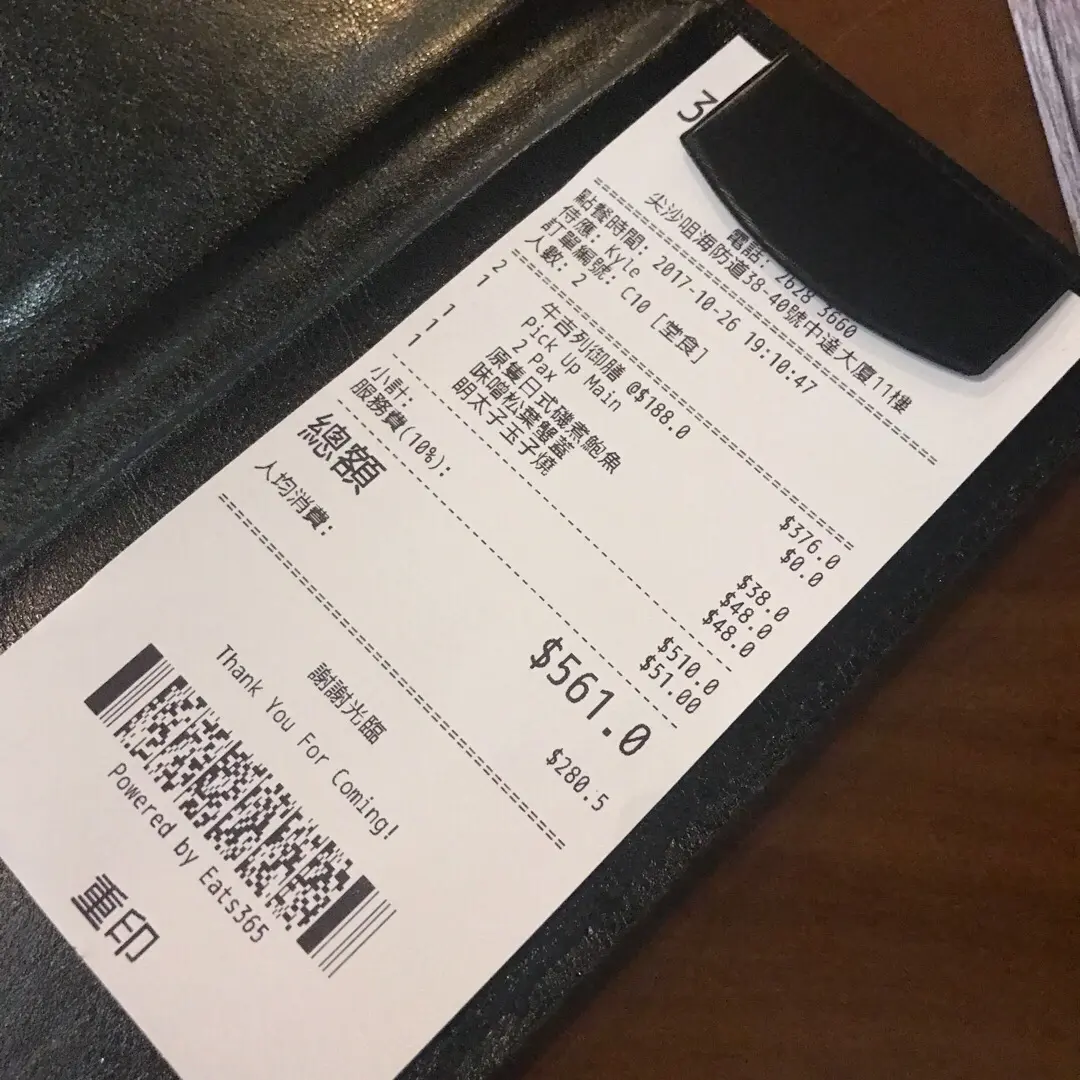 3
尖沙咀海防道38-40號中達大廈11樓
電話: 2628 3660
點餐時間: 2017-10-26 19:10:47
侍應: Kyle
訂單編號: C10 [堂食]
人數: 2
2 牛吉列御膳 @$188.0 $376.0
1 Pick Up Main $0.0
2 Pax
1 原隻日式磯煮鮑魚 $38.0
1 味噌松葉蟹蓋 $48.0
1 明太子玉子燒 $48.0
小計: $510.0
服務費(10%): $51.00
總額 $561.0
人均消費: $280.5
謝謝光臨
Thank You For Coming!
Powered by Eats365
重印